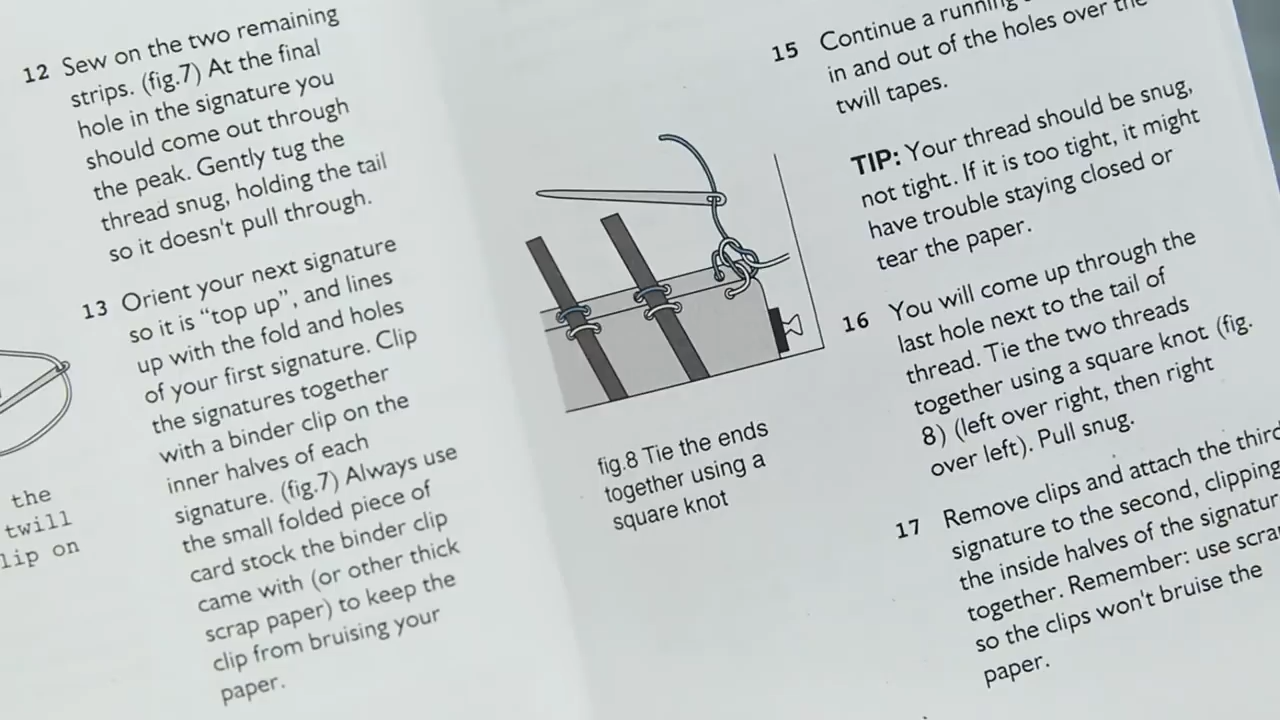 the
twill
lip on
12 Sew on the two remaining
strips. (fig.7) At the final
hole in the signature you
should come out through
the peak. Gently tug the
thread snug, holding the tail
so it doesn't pull through.
13 Orient your next signature
so it is “top up”, and lines
up with the fold and holes
of your first signature. Clip
the signatures together
with a binder clip on the
inner halves of each
signature. (fig.7) Always use
the small folded piece of
card stock the binder clip
came with (or other thick
scrap paper) to keep the
clip from bruising your
paper.
fig.8 Tie the ends
together using a
square knot
15 Continue a running
in and out of the holes over the
twill tapes.
TIP: Your thread should be snug,
not tight. If it is too tight, it might
have trouble staying closed or
tear the paper.
16 You will come up through the
last hole next to the tail of
thread. Tie the two threads
together using a square knot (fig.
8) (left over right, then right
over left). Pull snug.
17 Remove clips and attach the third
signature to the second, clipping
the inside halves of the signatur
together. Remember: use scra
so the clips won't bruise the
paper.